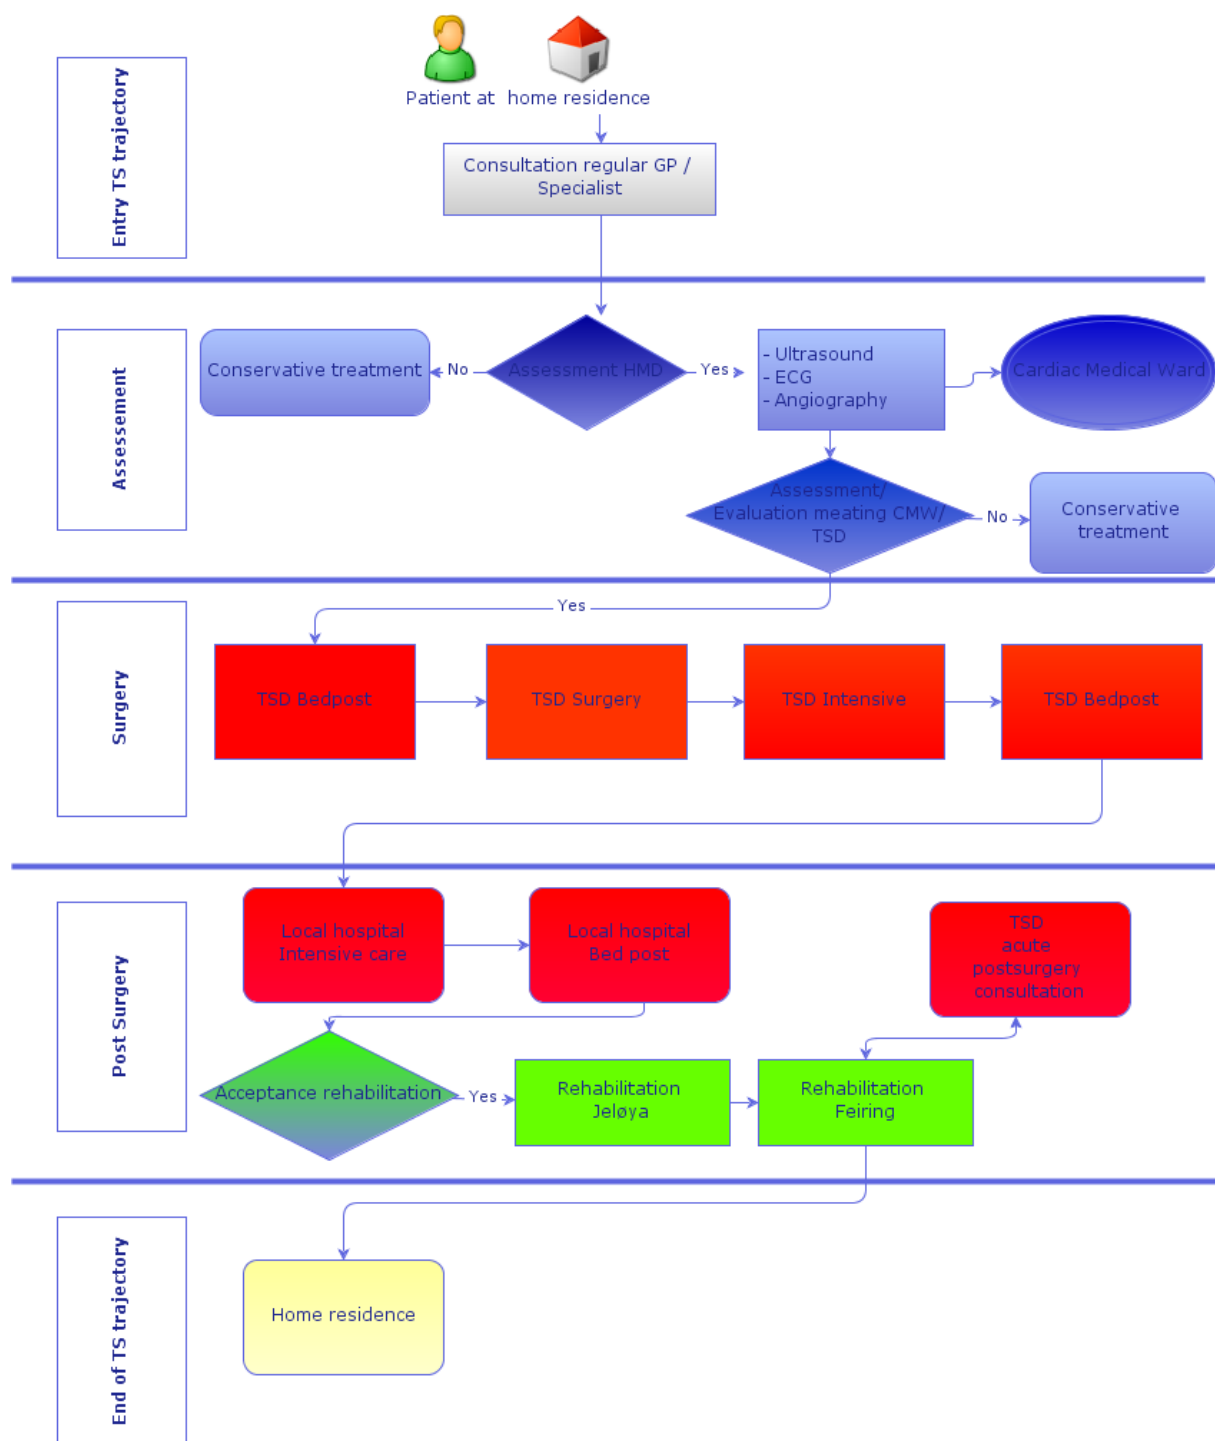 Entry TS trajectory
Patient at home residence
Consultation regular GP /
Specialist
Assessement
Conservative treatment
No
Assessment HMD
Yes
- Ultrasound
- ECG
- Angiography
Cardiac Medical Ward
Assessment/
Evaluation meating CMW/
TSD
No
Conservative
treatment
Yes
Surgery
TSD Bedpost
TSD Surgery
TSD Intensive
TSD Bedpost
Post Surgery
Local hospital
Intensive care
Local hospital
Bed post
TSD
acute
postsurgery
consultation
Acceptance rehabilitation
Yes
Rehabilitation
Jeløya
Rehabilitation
Feiring
End of TS trajectory
Home residence